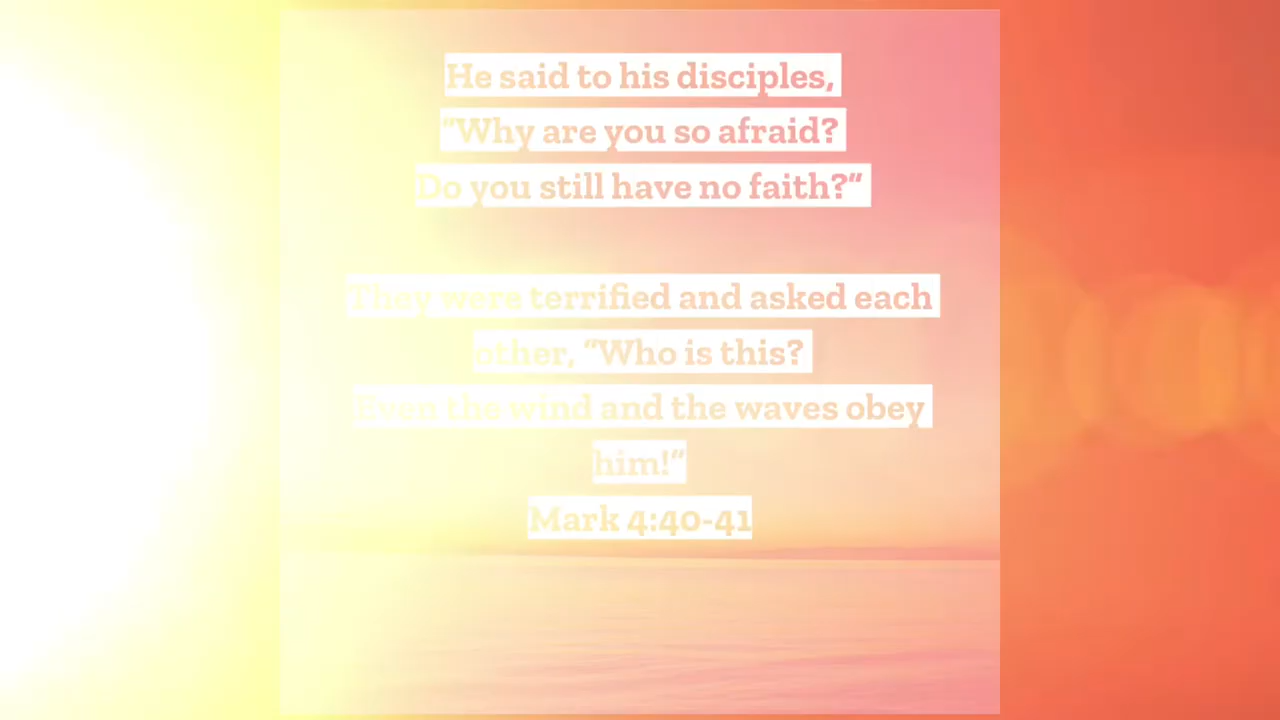 He said to his disciples,
“Why are you so afraid?
Do you still have no faith?“
They were terrified and asked each
other, “Who is this?
Even the wind and the waves obey
him!“
Mark 4:40-41